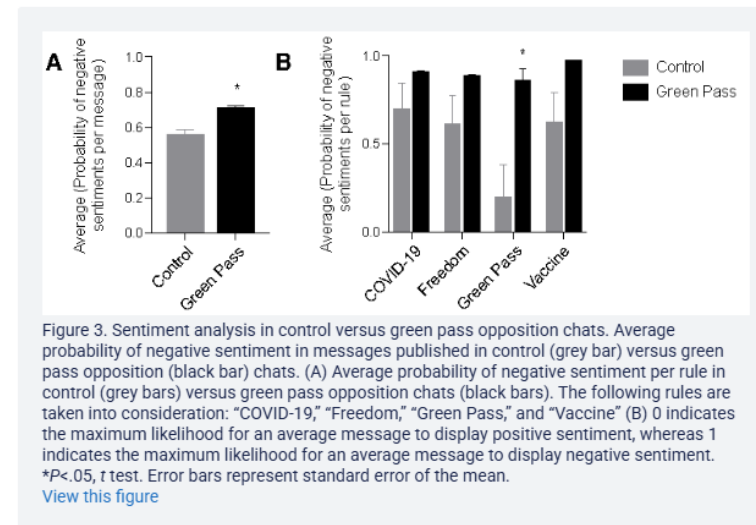 A
Average (Probability of negative
sentiments per message)
1.0
0.8
0.6
0.4
0.2
0.0
*
Control
Green Pass
B
Average (Probability of negative
sentiments per rule)
1.0
0.5
0.0
*
COVID-19
Freedom
Green Pass
Vaccine
Control
Green Pass
Figure 3. Sentiment analysis in control versus green pass opposition chats. Average
probability of negative sentiment in messages published in control (grey bar) versus green
pass opposition (black bar) chats. (A) Average probability of negative sentiment per rule in
control (grey bars) versus green pass opposition chats (black bars). The following rules are
taken into consideration: “COVID-19,” “Freedom,” “Green Pass,” and “Vaccine” (B) 0 indicates
the maximum likelihood for an average message to display positive sentiment, whereas 1
indicates the maximum likelihood for an average message to display negative sentiment.
*P<.05, t test. Error bars represent standard error of the mean.
View this figure